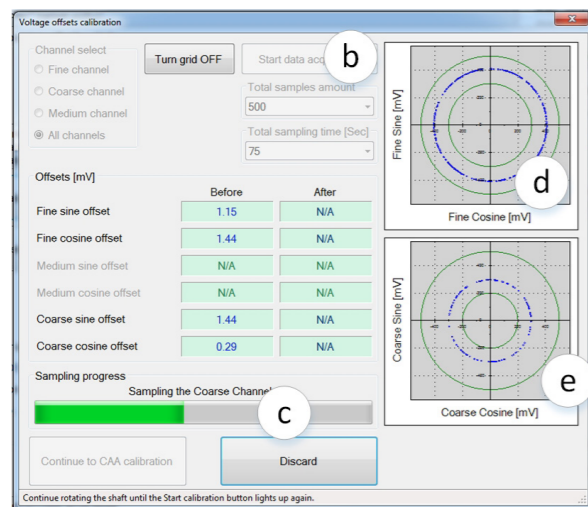 Voltage offsets calibration
Channel select
Fine channel
Coarse channel
Medium channel
All channels
Turn grid OFF
Start data acq
b
Total samples amount
500
Total sampling time [Sec]
75
Offsets [mV]
Before After
Fine sine offset 1.15 N/A
Fine cosine offset 1.44 N/A
Medium sine offset N/A N/A
Medium cosine offset N/A N/A
Coarse sine offset 1.44 N/A
Coarse cosine offset 0.29 N/A
Sampling progress
Sampling the Coarse Channel
c
Continue to CAA calibration
Discard
Continue rotating the shaft until the Start calibration button lights up again.
Fine Sine [mV]
d
Fine Cosine [mV]
Coarse Sine [mV]
e
Coarse Cosine [mV]